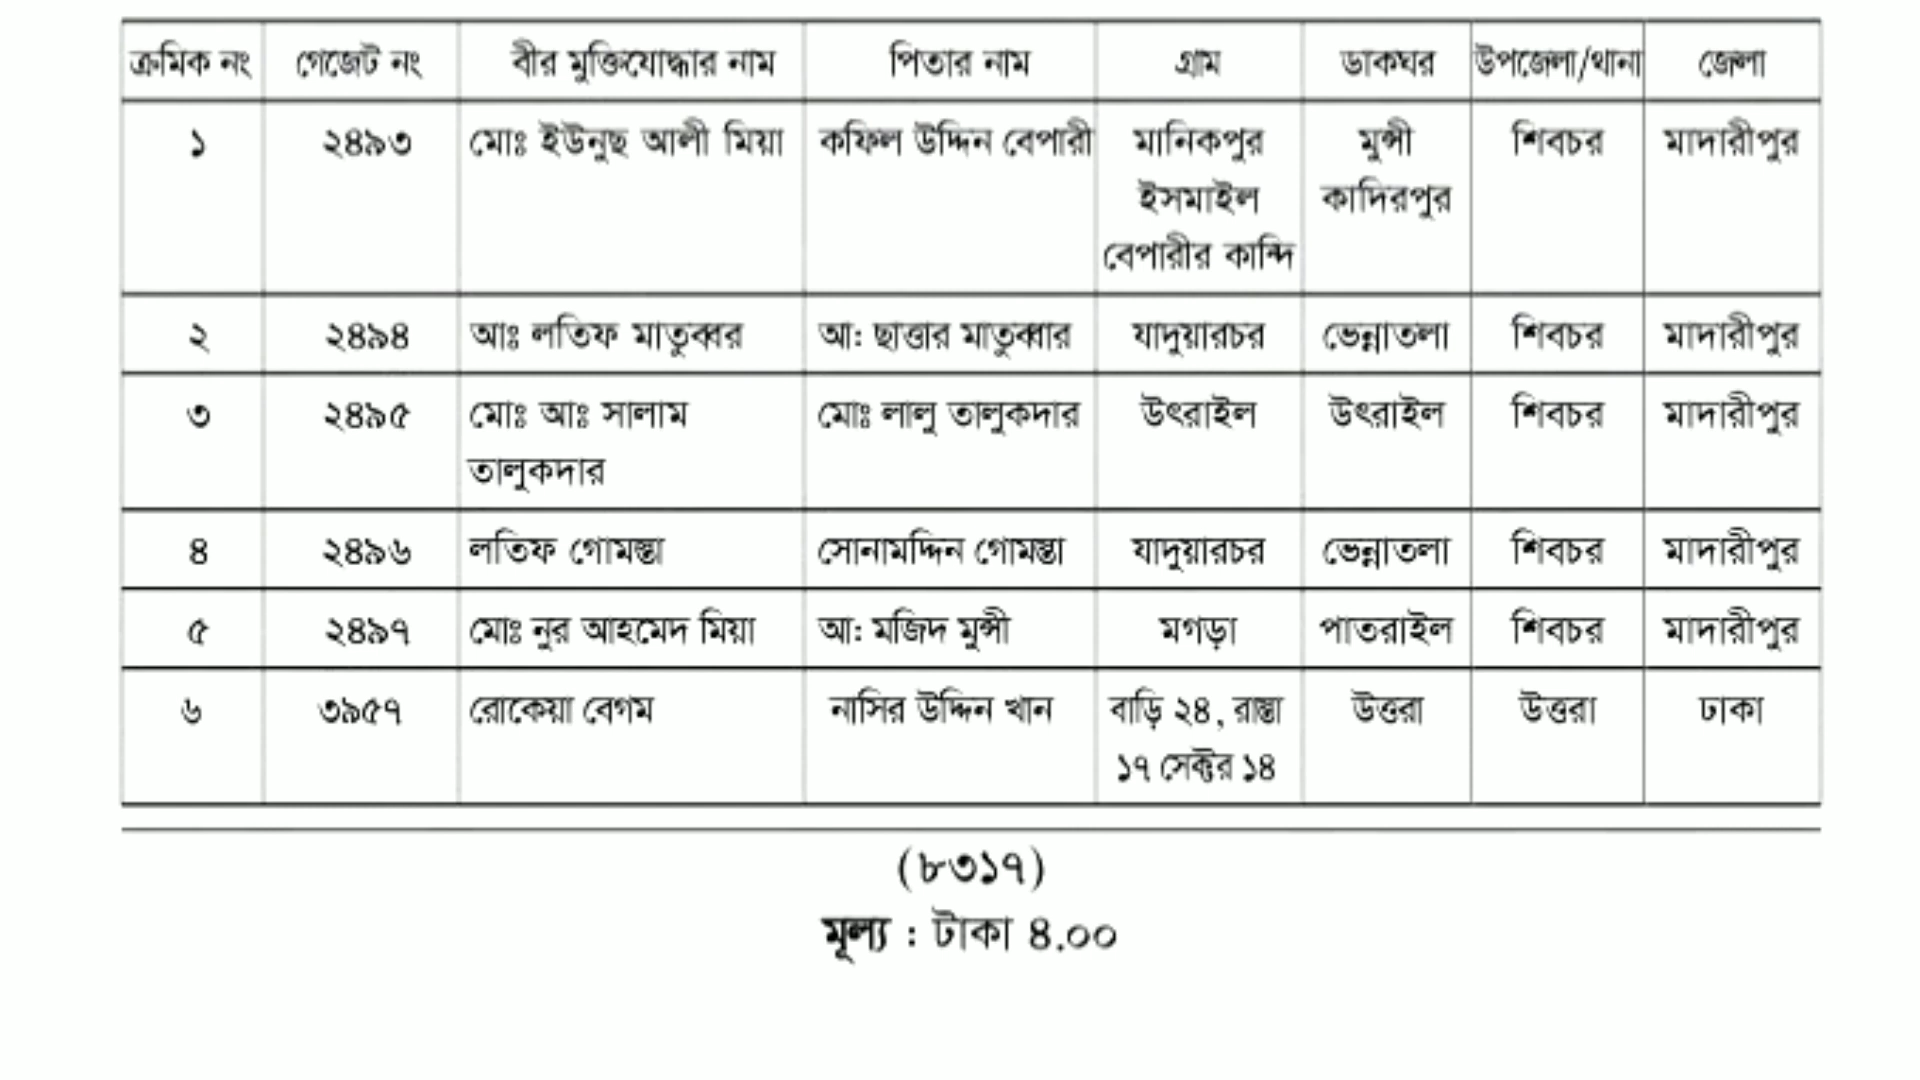 ক্রমিক নং গেজেট নং বীর মুক্তিযোদ্ধার নাম পিতার নাম গ্রাম ডাকঘর উপজেলা/থানা জেলা
১ ২৪৯৩ মোঃ ইউনুছ আলী মিয়া কফিল উদ্দিন বেপারী মানিকপুর মুন্সী শিবচর মাদারীপুর
ইসমাইল কাদিরপুর
বেপারীর কান্দি
২ ২৪৯৪ আঃ লতিফ মাতুব্বর আ: ছাত্তার মাতুব্বার যাদুয়ারচর ভেন্নাতলা শিবচর মাদারীপুর
৩ ২৪৯৫ মোঃ আঃ সালাম মোঃ লালু তালুকদার উৎরাইল উৎরাইল শিবচর মাদারীপুর
তালুকদার
৪ ২৪৯৬ লতিফ গোমস্তা সোনামদ্দিন গোমস্তা যাদুয়ারচর ভেন্নাতলা শিবচর মাদারীপুর
৫ ২৪৯৭ মোঃ নুর আহমেদ মিয়া আ: মজিদ মুন্সী মগড়া পাতরাইল শিবচর মাদারীপুর
৬ ৩৯৫৭ রোকেয়া বেগম নাসির উদ্দিন খান বাড়ি ২৪, রাস্তা উত্তরা উত্তরা ঢাকা
১৭ সেক্টর ১৪
(৮৩১৭)
মূল্য : টাকা ৪.০০